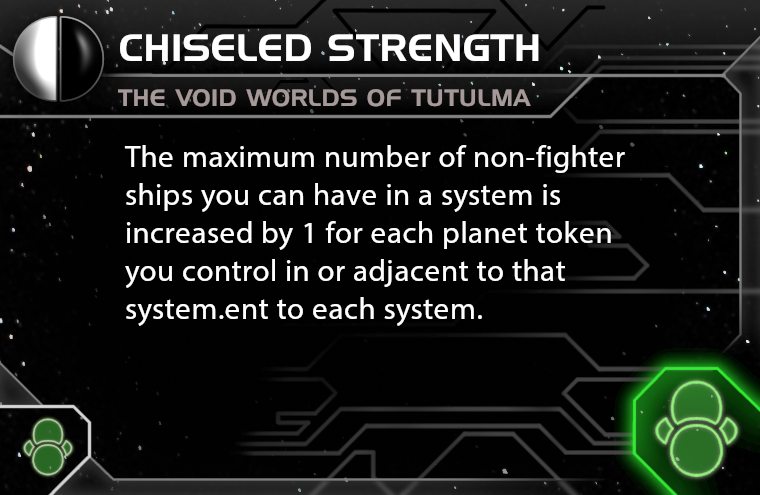 CHISELED STRENGTH
THE VOID WORLDS OF TUTULMA
The maximum number of non-fighter
ships you can have in a system is
increased by 1 for each planet token
you control in or adjacent to that
system.ent to each system.